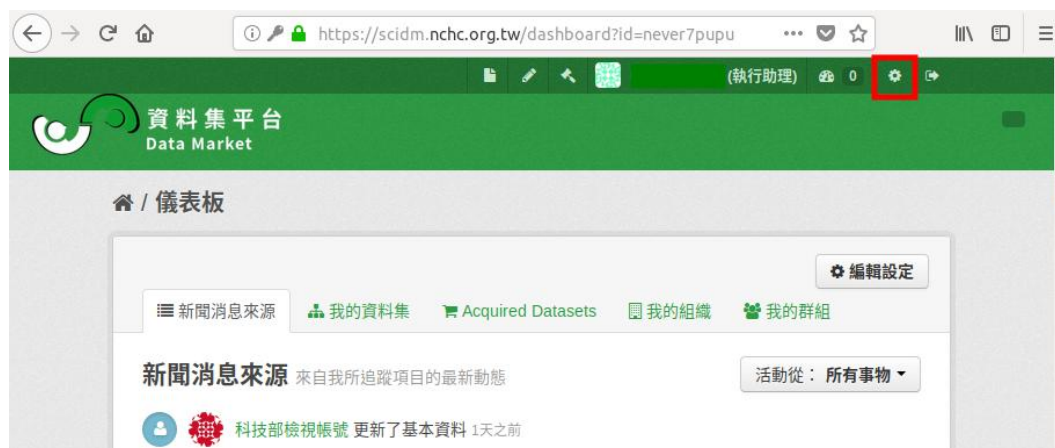 https://scidm.nchc.org.tw/dashboard?id=never7pupu
(執行助理) 0
資料集平台
Data Market
/ 儀表板
編輯設定
新聞消息來源 我的資料集 Acquired Datasets 我的組織 我的群組
新聞消息來源 來自我所追蹤項目的最新動態 活動從： 所有事物
科技部檢視帳號 更新了基本資料 1天之前